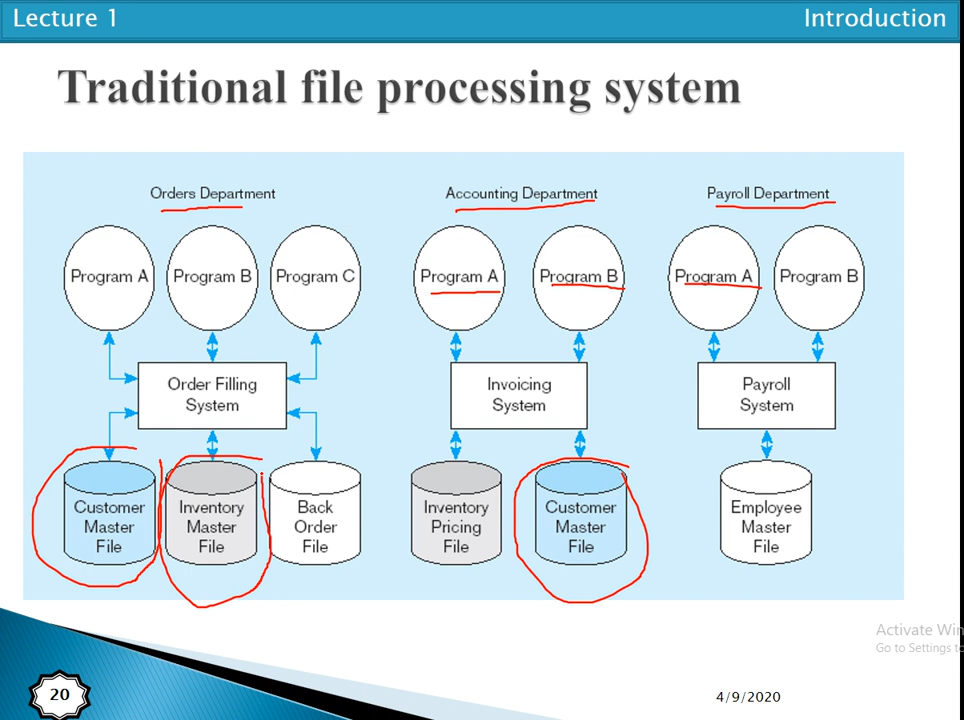 Lecture 1
Introduction
Traditional file processing system
Orders Department
Accounting Department
Payroll Department
Program A
Program B
Program C
Program A
Program B
Program A
Program B
Order Filling
System
Invoicing
System
Payroll
System
Customer
Master
File
Inventory
Master
File
Back
Order
File
Inventory
Pricing
File
Customer
Master
File
Employee
Master
File
Activate Win
Go to Settings t
20
4/9/2020